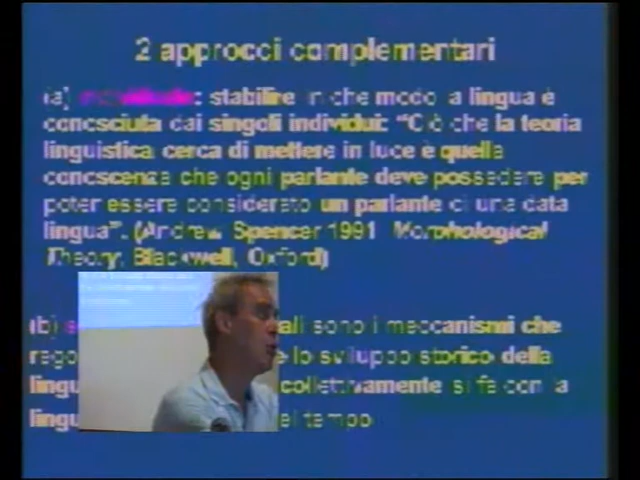 2 approcci complementari
(a) : stabilire in che modo la lingua è
conosciuta dai singoli individui: "Ciò che la teoria
linguistica cerca di mettere in luce è quella
conoscenza che ogni parlante deve possedere per
poter essere considerato un parlante di una data
lingua". (Andrew Spencer 1991 Morphological
Theory, Blackwell, Oxford)
(b) sono i meccanismi che
lo sviluppo storico della
collettivamente si fa con la
tempo